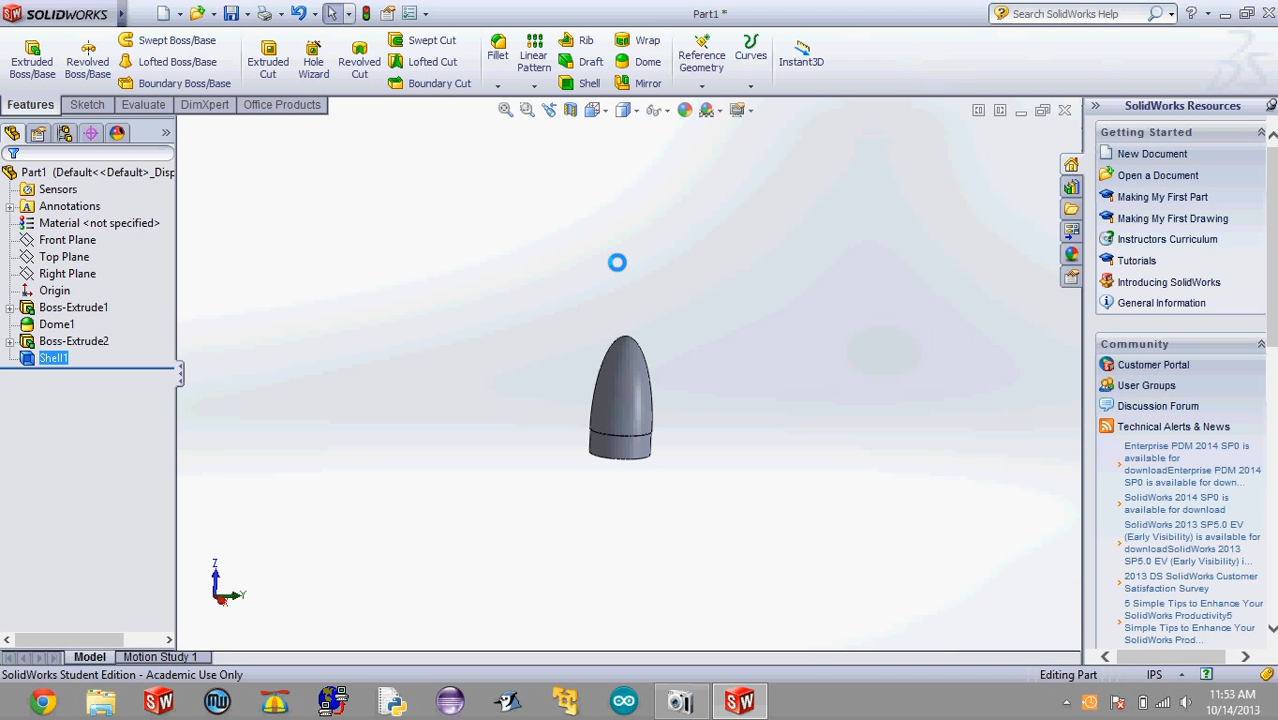 SOLIDWORKS
Part1 *
Search SolidWorks Help
Extruded Boss/Base
Revolved Boss/Base
Swept Boss/Base
Lofted Boss/Base
Boundary Boss/Base
Extruded Cut
Hole Wizard
Revolved Cut
Swept Cut
Lofted Cut
Boundary Cut
Fillet
Linear Pattern
Rib
Draft
Shell
Wrap
Dome
Mirror
Reference Geometry
Curves
Instant3D
Features
Sketch
Evaluate
DimXpert
Office Products
Part1 (Default<<Default>_Disp
Sensors
Annotations
Material <not specified>
Front Plane
Top Plane
Right Plane
Origin
Boss-Extrude1
Dome1
Boss-Extrude2
Shell1
Z
Y
X
SolidWorks Resources
Getting Started
New Document
Open a Document
Making My First Part
Making My First Drawing
Instructors Curriculum
Tutorials
Introducing SolidWorks
General Information
Community
Customer Portal
User Groups
Discussion Forum
Technical Alerts & News
Enterprise PDM 2014 SP0 is
available for
downloadEnterprise PDM 2014
SP0 is available for down...
SolidWorks 2014 SP0 is
available for download
SolidWorks 2013 SP5.0 EV
(Early Visibility) is available for
downloadSolidWorks 2013
SP5.0 EV (Early Visibility) i...
2013 DS SolidWorks Customer
Satisfaction Survey
5 Simple Tips to Enhance Your
SolidWorks Productivity5
Simple Tips to Enhance Your
SolidWorks Prod...
Model
Motion Study 1
SolidWorks Student Edition - Academic Use Only
Editing Part
IPS
11:53 AM
10/14/2013